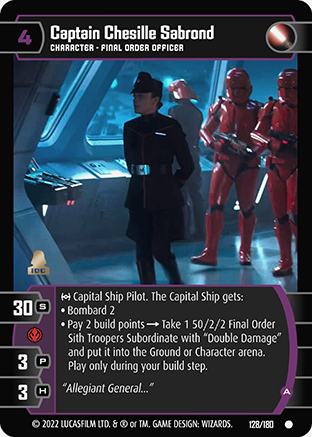 4
Captain Chesille Sabrond
CHARACTER - FINAL ORDER OFFICER
IDC
30 S
3 P
3 H
Capital Ship Pilot. The Capital Ship gets:
• Bombard 2
• Pay 2 build points → Take 1 50/2/2 Final Order
Sith Troopers Subordinate with "Double Damage"
and put it into the Ground or Character arena.
Play only during your build step.
"Allegiant General..."
A
© 2022 LUCASFILM LTD. & ® or TM. GAME DESIGN: WIZARDS.
128/180